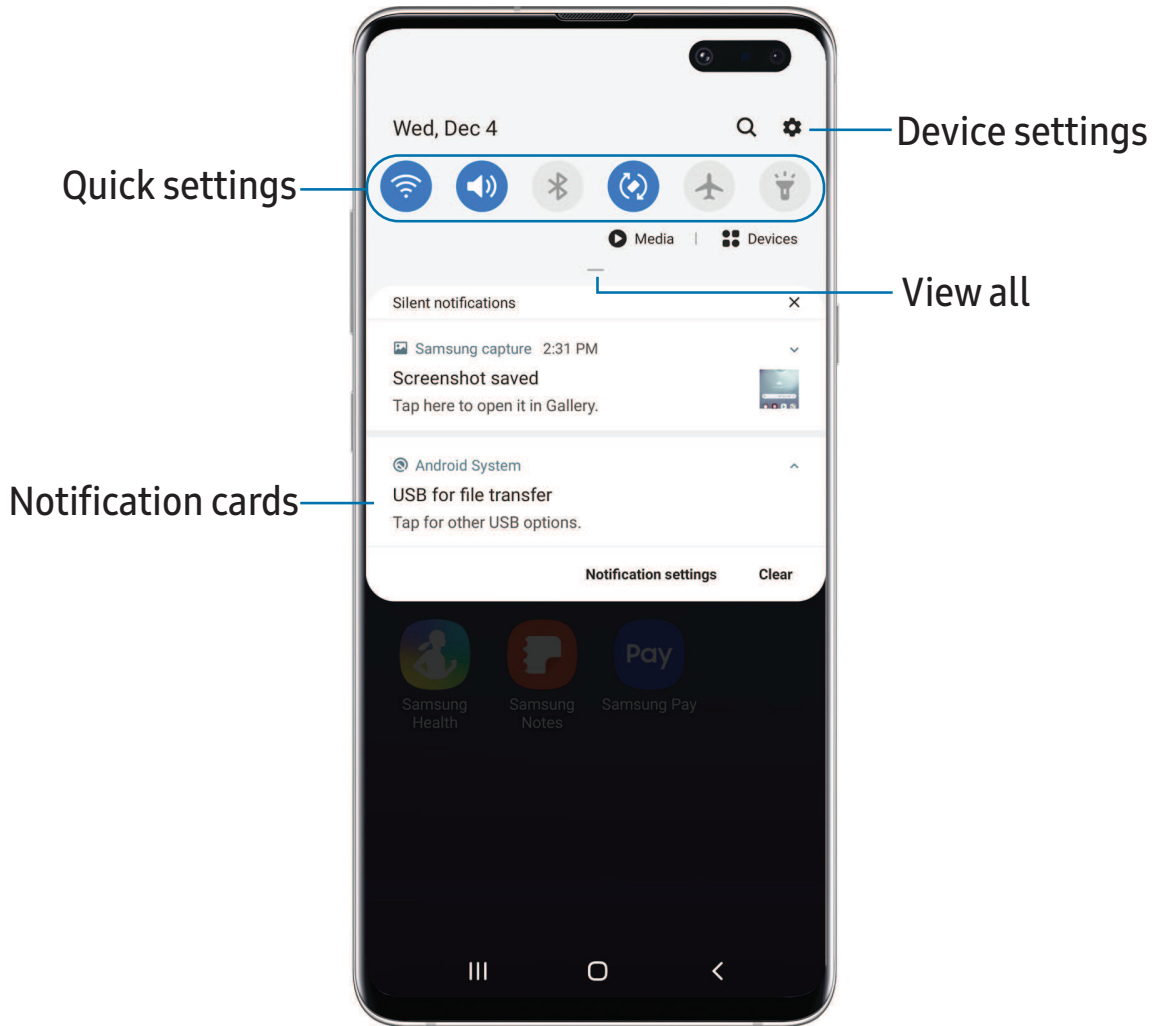 Wed, Dec 4
Device settings
Quick settings
Media | Devices
View all
Silent notifications
Samsung capture 2:31 PM
Screenshot saved
Tap here to open it in Gallery.
Android System
Notification cards
USB for file transfer
Tap for other USB options.
Notification settings Clear
Pay
Samsung Health
Samsung Notes
Samsung Pay